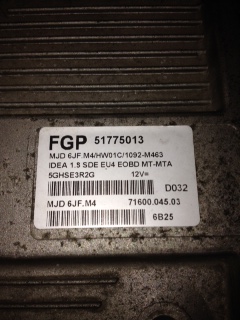 FGP 51775013
MJD 6JF.M4/HW01C/1092-M463
IDEA 1.3 SDE EU4 EOBD MT-MTA
5GHSE3R2G 12V=
D032
MJD 6JF.M4 71600.045.03
6B25